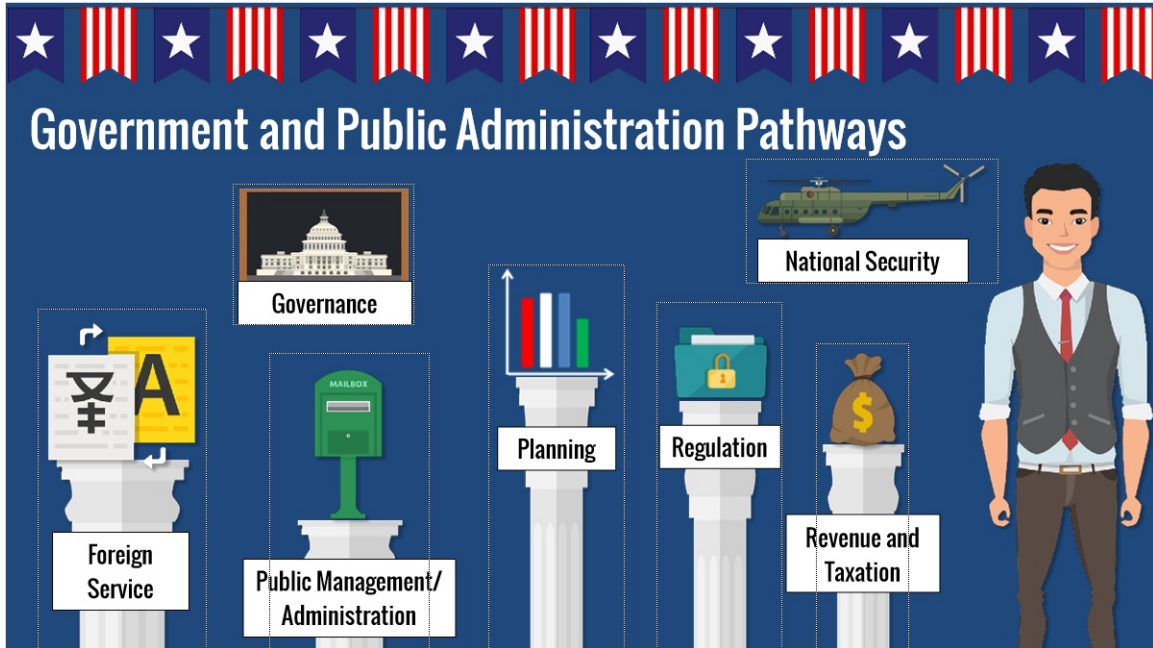 Government and Public Administration Pathways
National Security
Governance
MAILBOX
A
Planning
Regulation
$
Foreign
Service
Public Management/
Administration
Revenue and
Taxation